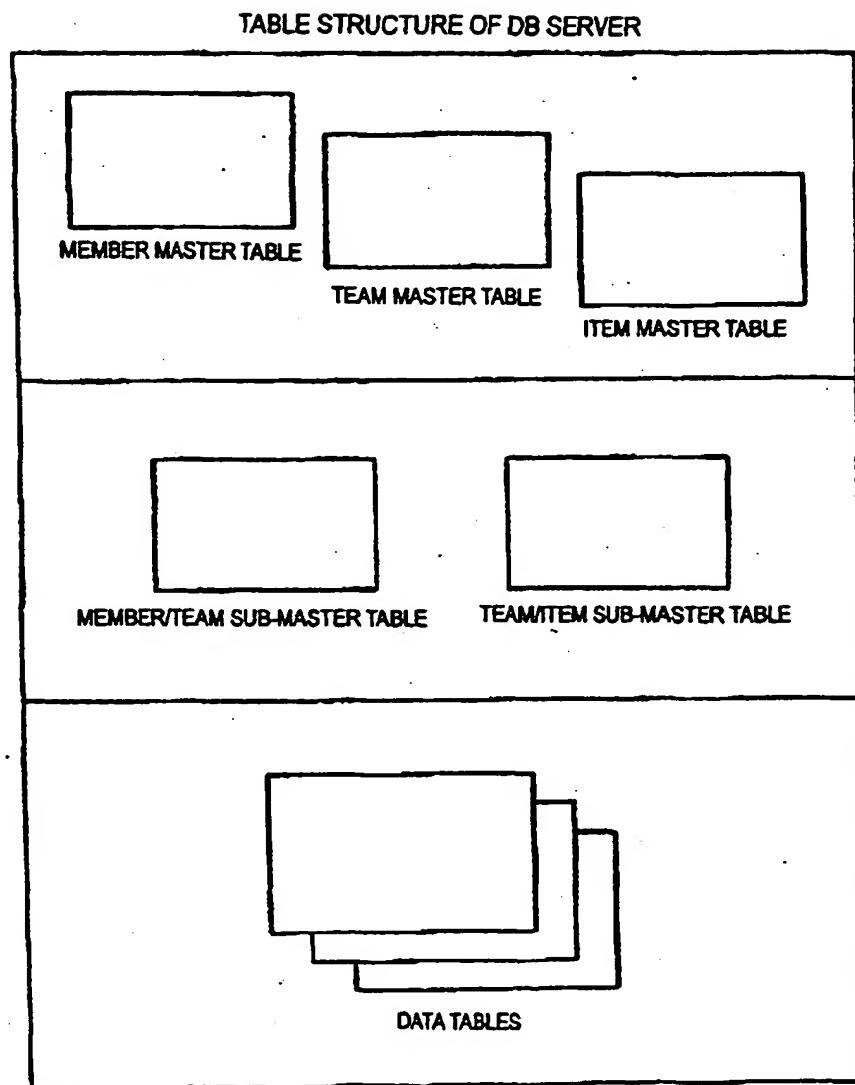 TABLE STRUCTURE OF DB SERVER
MEMBER MASTER TABLE
TEAM MASTER TABLE
ITEM MASTER TABLE
MEMBER/TEAM SUB-MASTER TABLE
TEAM/ITEM SUB-MASTER TABLE
DATA TABLES